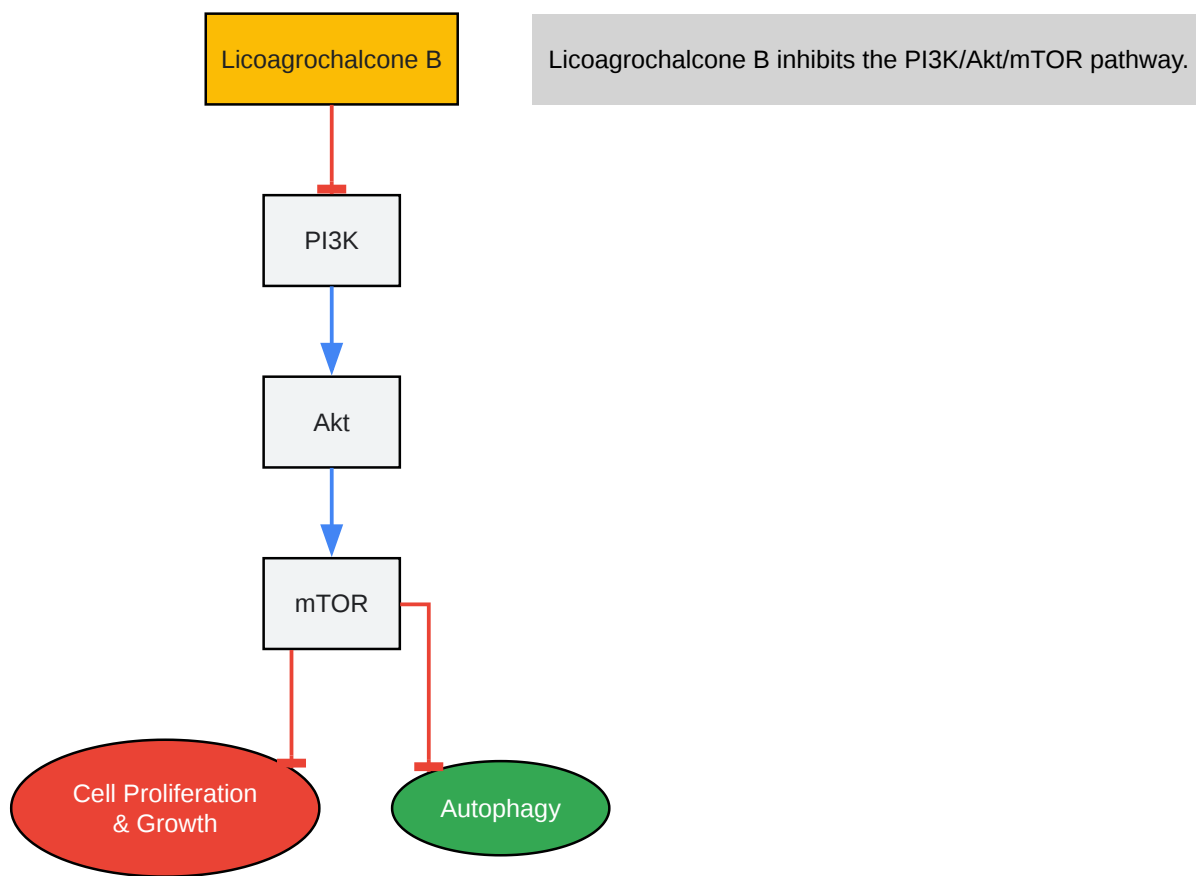 Licoagrochalcone B
Licoagrochalcone B inhibits the PI3K/Akt/mTOR pathway.
PI3K
Akt
mTOR
Cell Proliferation
& Growth
Autophagy